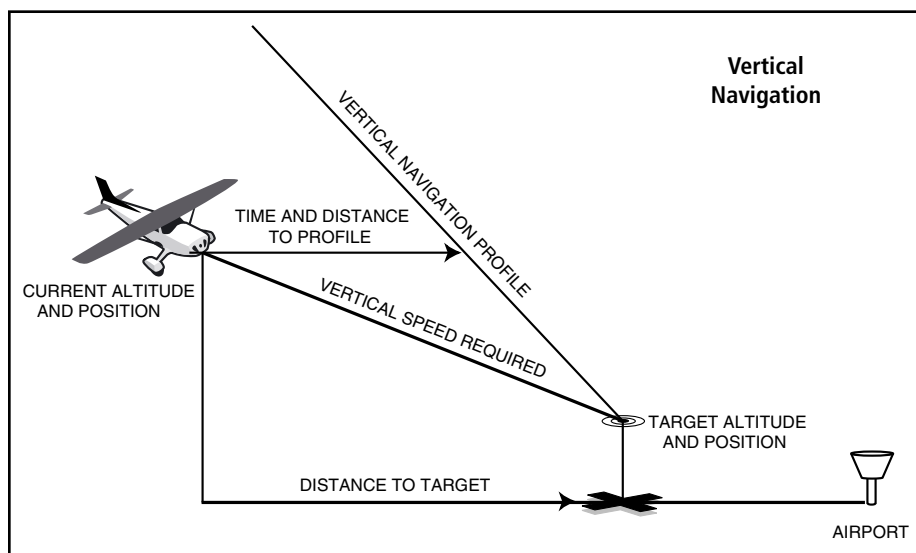 Vertical
Navigation
VERTICAL NAVIGATION PROFILE
TIME AND DISTANCE
TO PROFILE
CURRENT ALTITUDE
AND POSITION
VERTICAL SPEED REQUIRED
TARGET ALTITUDE
AND POSITION
DISTANCE TO TARGET
AIRPORT